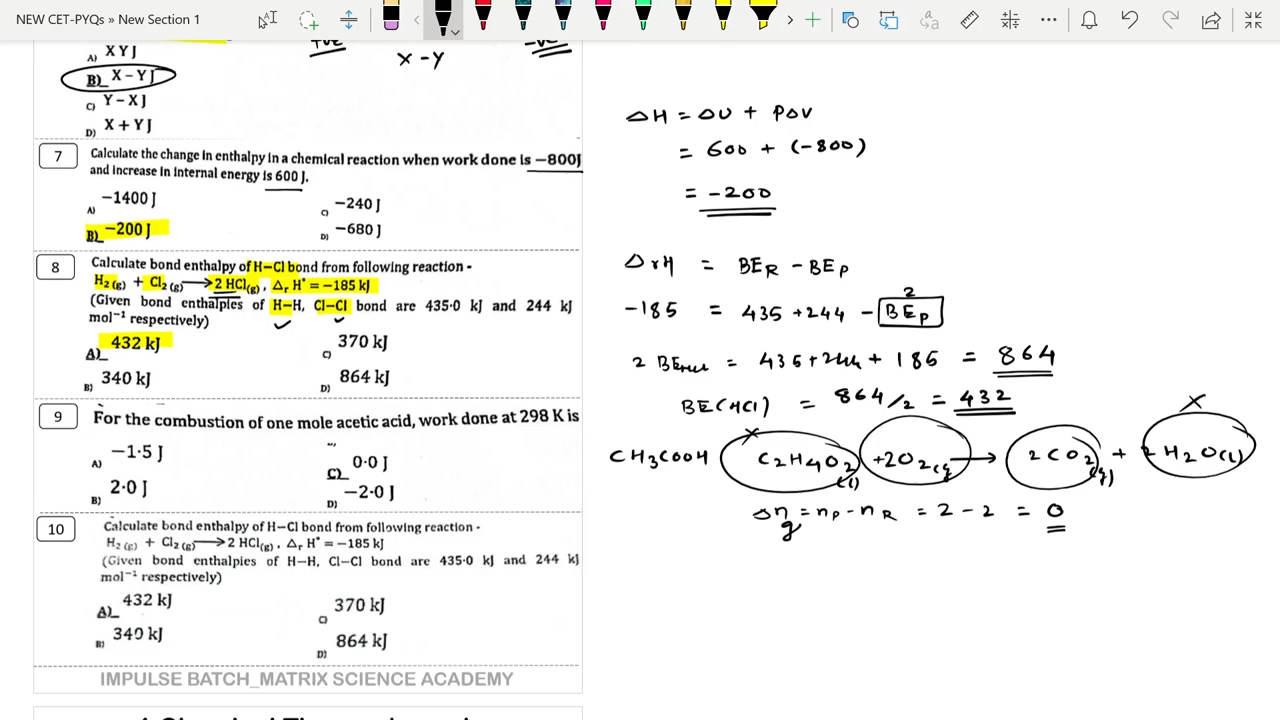 NEW CET-PYQs » New Section 1
+ve
-ve
A) X Y J
X - Y
B) X − Y J
C) Y − X J
D) X + Y J
7
Calculate the change in enthalpy in a chemical reaction when work done is −800J
and increase in internal energy is 600 J.
A) −1400 J
C) −240 J
B) −200 J
D) −680 J
8
Calculate bond enthalpy of H−Cl bond from following reaction -
H₂(g) + Cl₂(g) ⟶ 2 HCl(g), Δr H° = −185 kJ
(Given bond enthalpies of H−H, Cl−Cl bond are 435·0 kJ and 244 kJ
mol⁻¹ respectively)
A) 432 kJ
C) 370 kJ
B) 340 kJ
D) 864 kJ
9
For the combustion of one mole acetic acid, work done at 298 K is
A) −1·5 J
C) 0·0 J
B) 2·0 J
D) −2·0 J
10
Calculate bond enthalpy of H−Cl bond from following reaction -
H₂(g) + Cl₂(g) ⟶ 2 HCl(g), Δr H° = −185 kJ
(Given bond enthalpies of H−H, Cl−Cl bond are 435·0 kJ and 244 kJ
mol⁻¹ respectively)
A) 432 kJ
C) 370 kJ
B) 340 kJ
D) 864 kJ
IMPULSE BATCH_MATRIX SCIENCE ACADEMY
ΔH = ΔU + PΔV
= 600 + (-800)
= -200
ΔrH = BER - BEP
-185 = 435 + 244 - 2 BEP
2 BE = 435 + 244 + 185 = 864
BE(HCl) = 864/2 = 432
CH3COOH C2H4O2(l) + 2O2(g) → 2CO2(g) + 2H2O(l)
Δng = nP - nR = 2 - 2 = 0